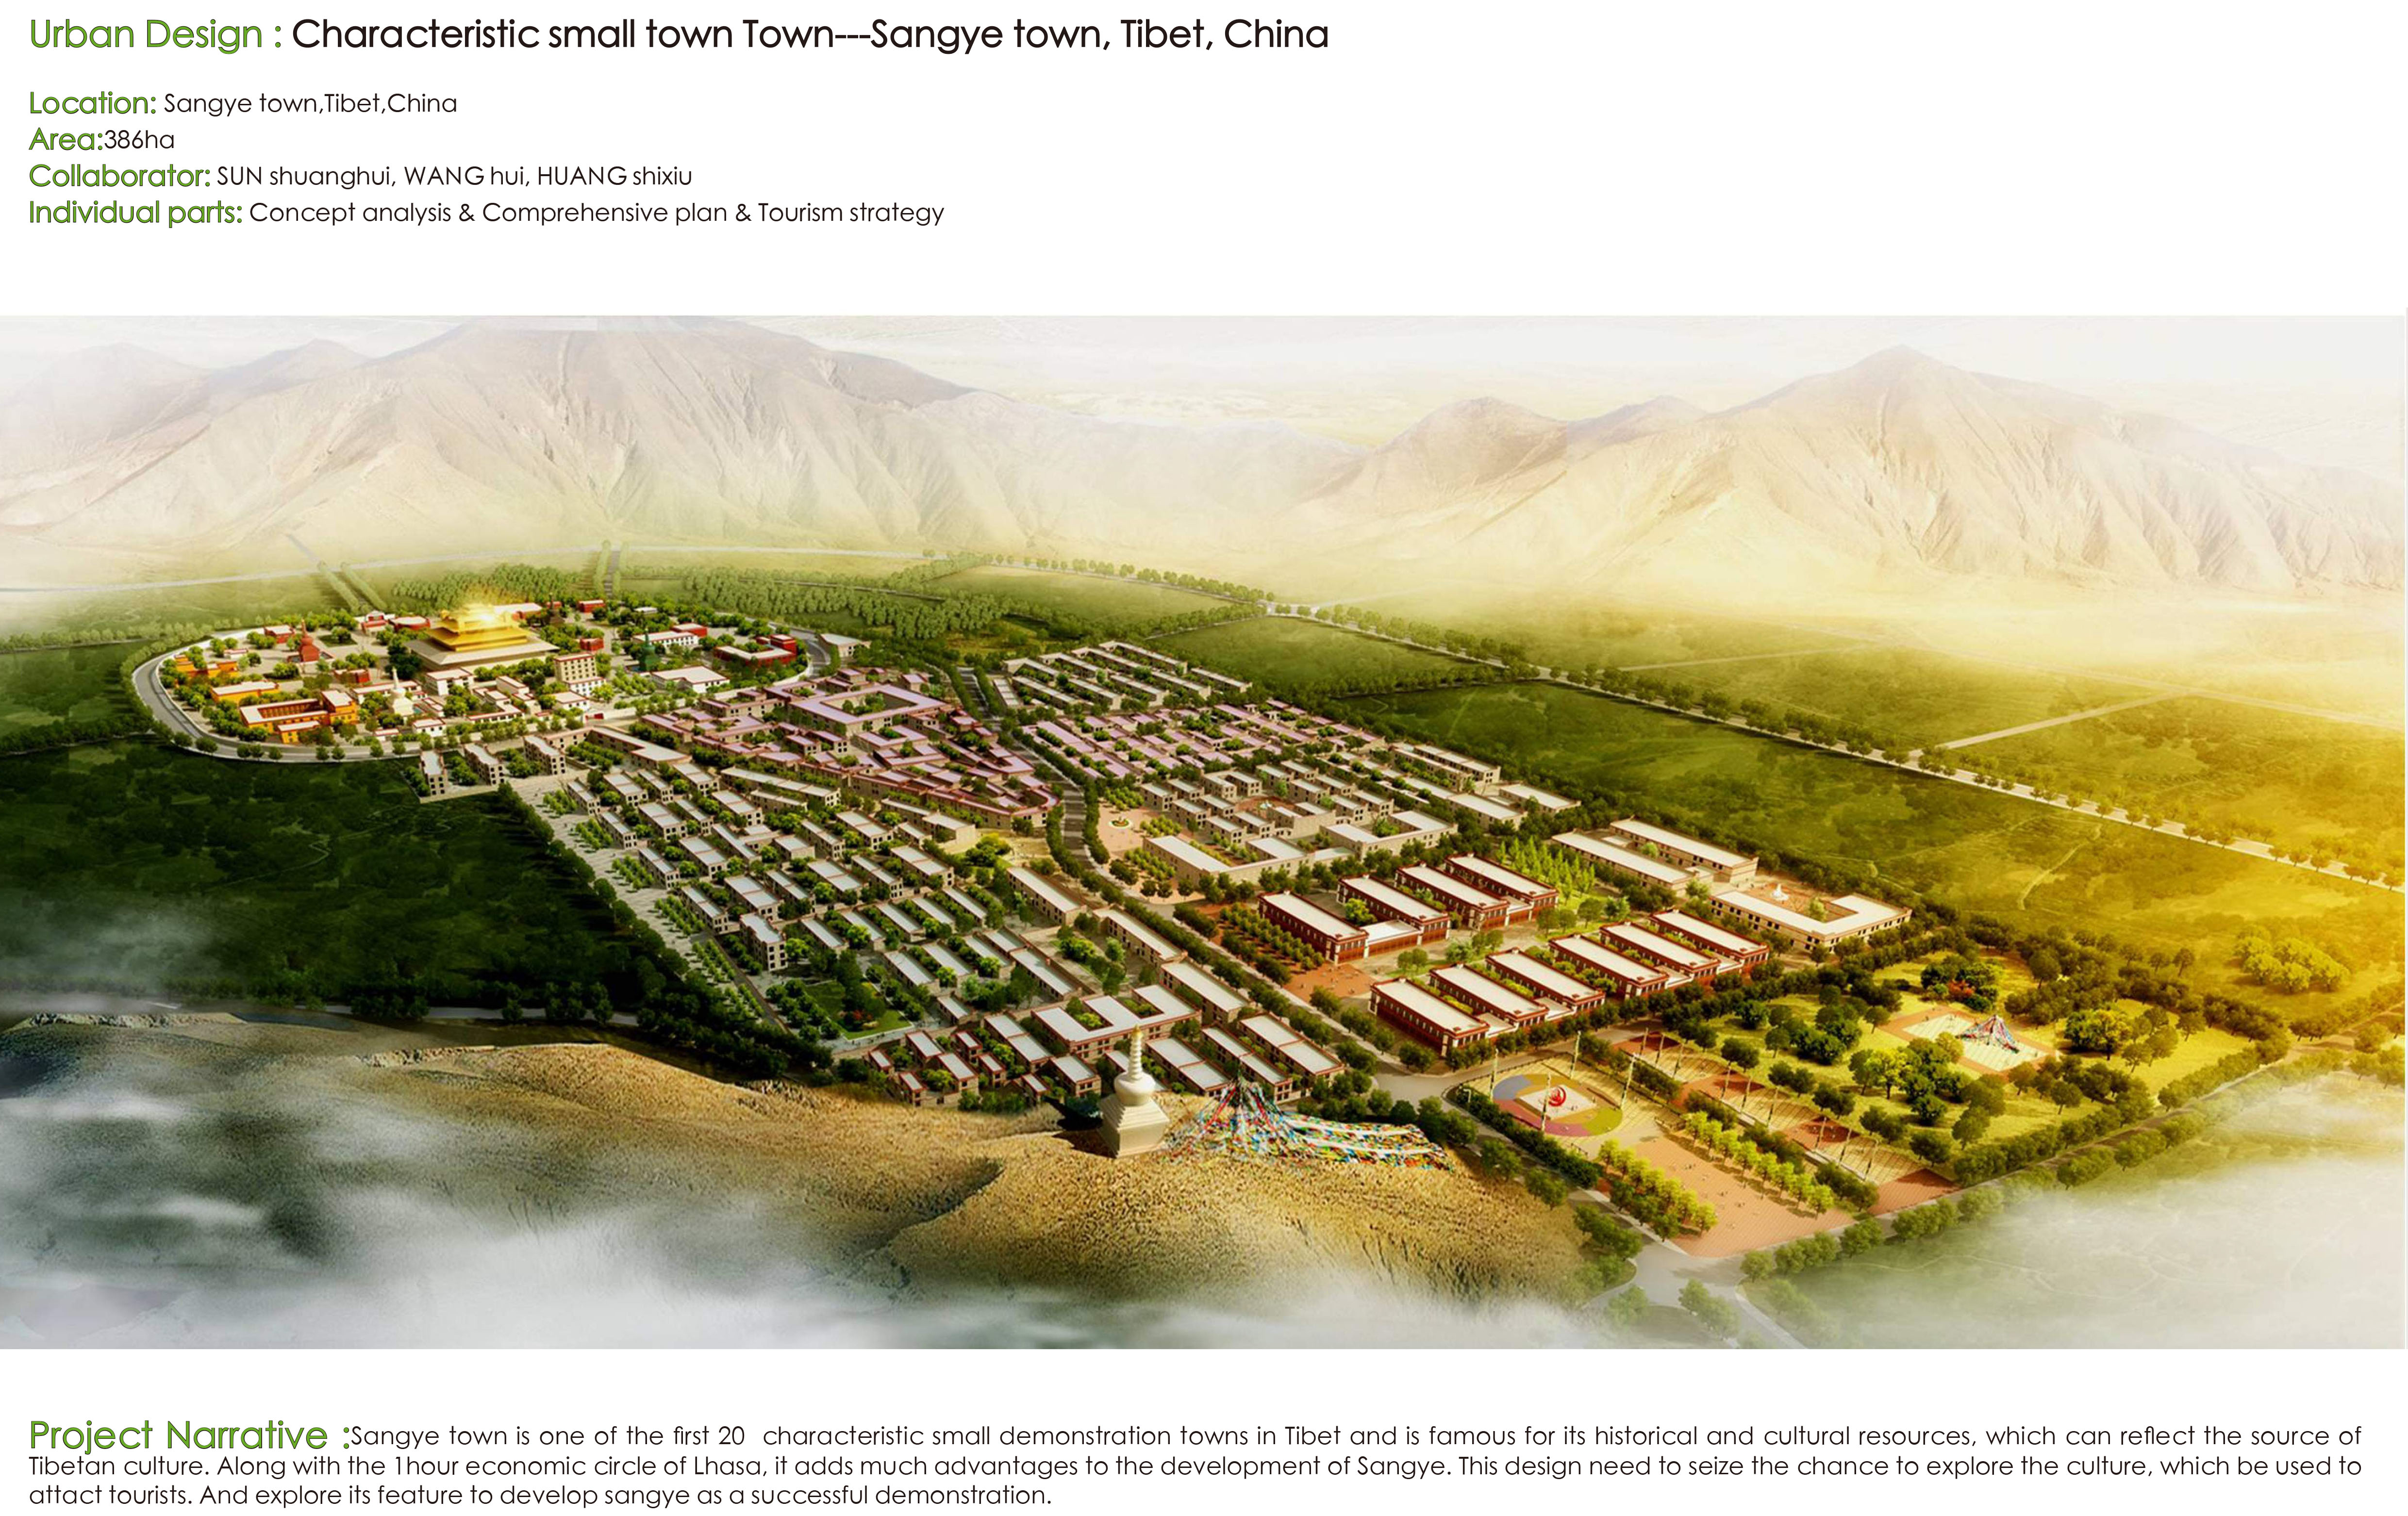 Urban Design : Characteristic small town Town---Sangye town, Tibet, China
Location: Sangye town,Tibet,China
Area:386ha
Collaborator: SUN shuanghui, WANG hui, HUANG shixiu
Individual parts: Concept analysis & Comprehensive plan & Tourism strategy
Project Narrative :Sangye town is one of the first 20 characteristic small demonstration towns in Tibet and is famous for its historical and cultural resources, which can reflect the source of
Tibetan culture. Along with the 1hour economic circle of Lhasa, it adds much advantages to the development of Sangye. This design need to seize the chance to explore the culture, which be used to
attact tourists. And explore its feature to develop sangye as a successful demonstration.